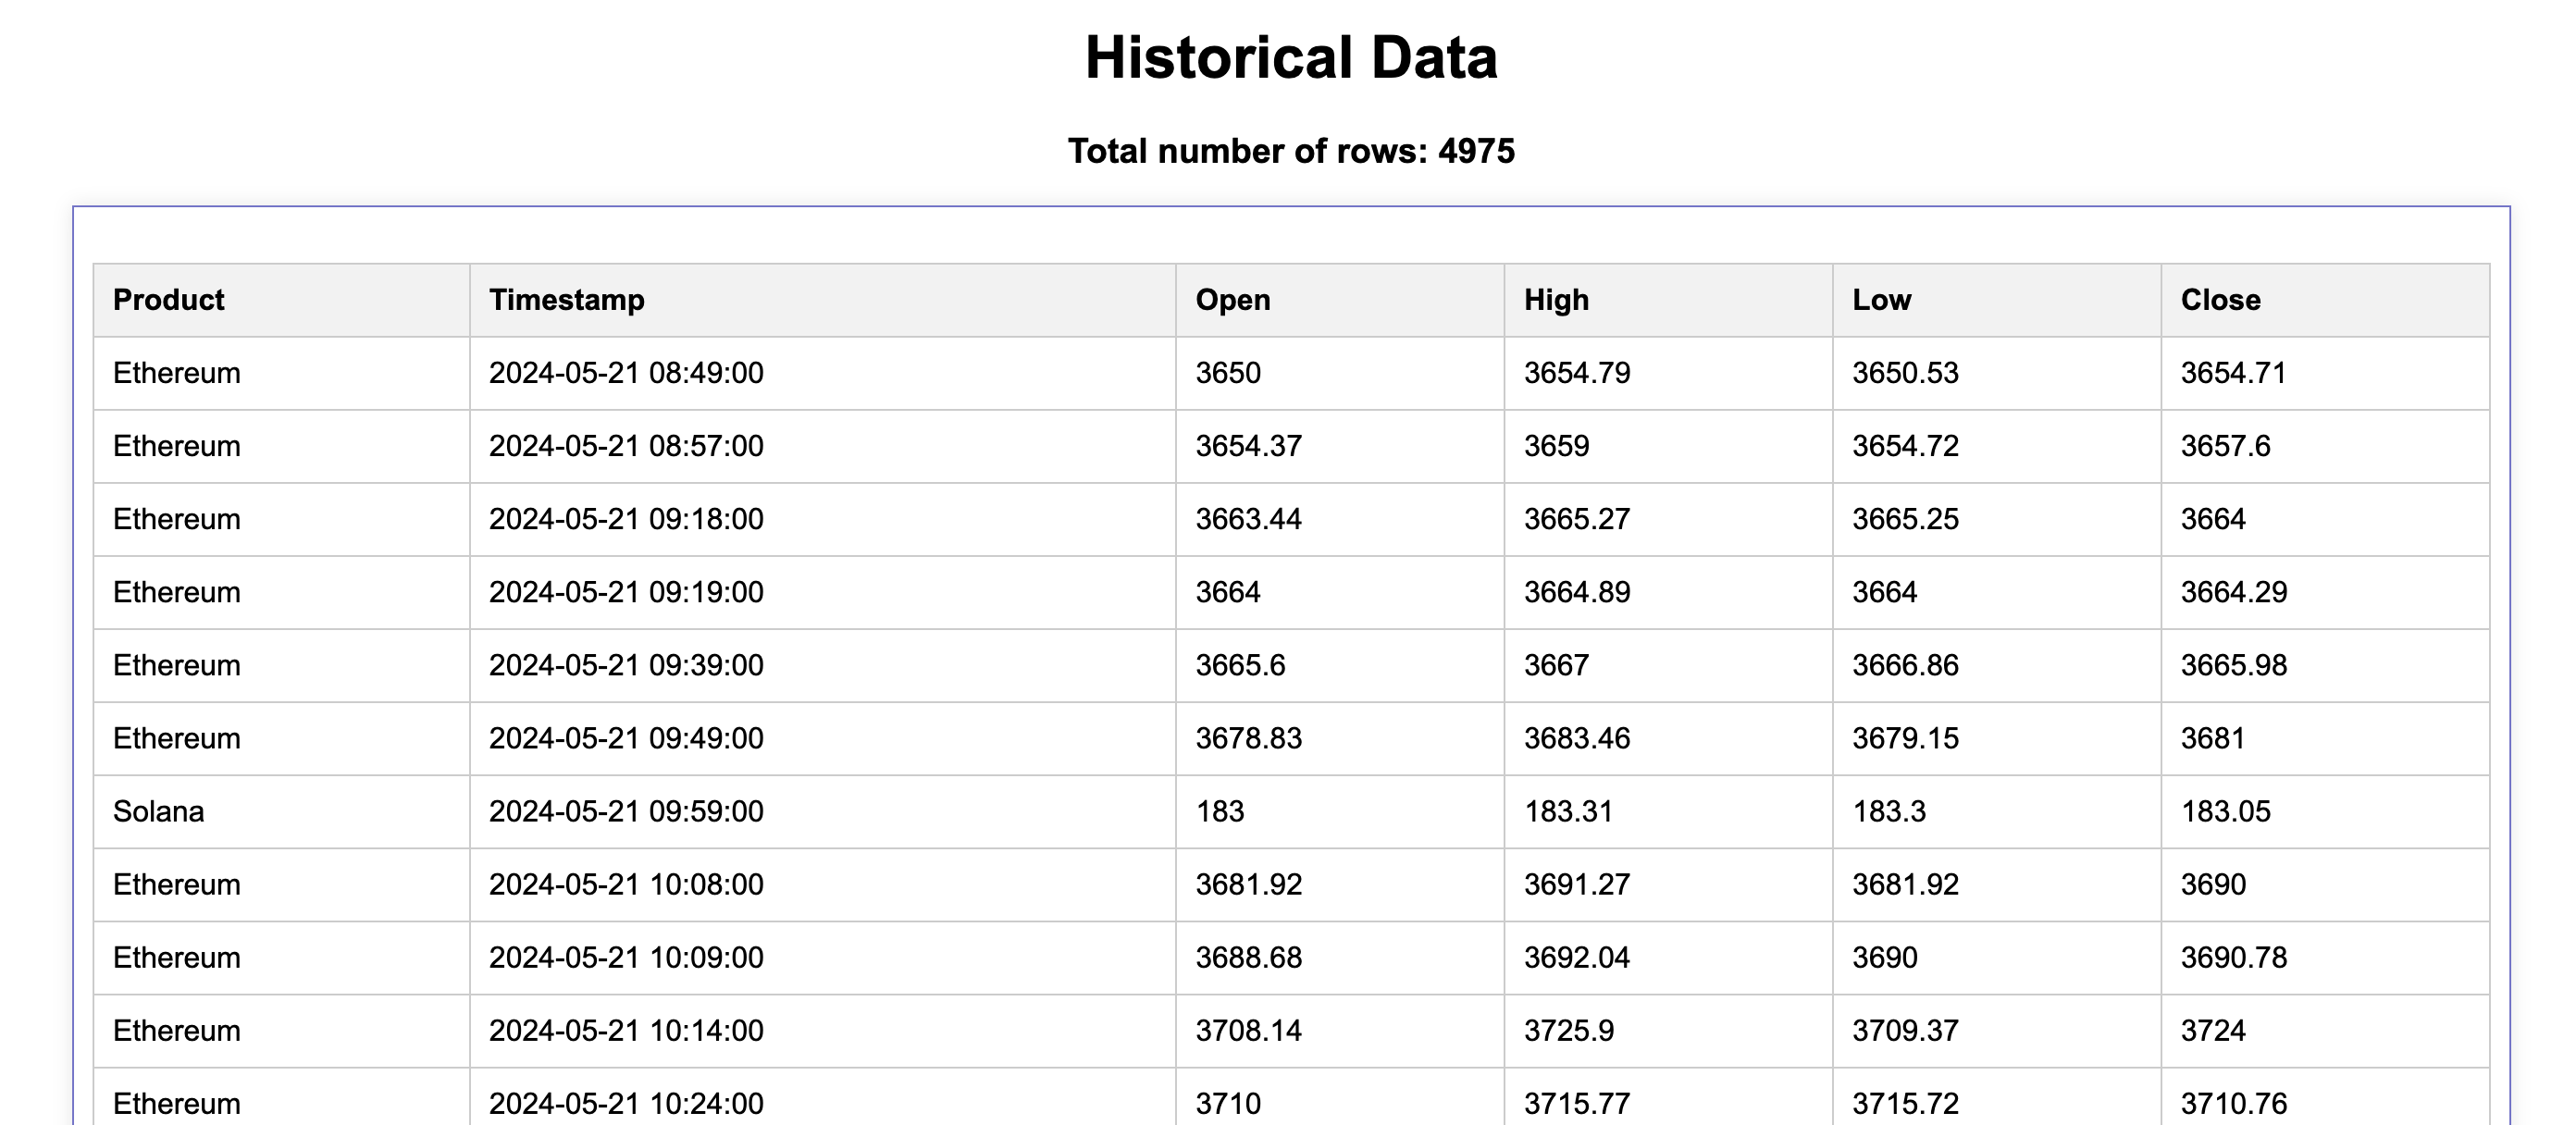 Historical Data
Total number of rows: 4975
Product Timestamp Open High Low Close
Ethereum 2024-05-21 08:49:00 3650 3654.79 3650.53 3654.71
Ethereum 2024-05-21 08:57:00 3654.37 3659 3654.72 3657.6
Ethereum 2024-05-21 09:18:00 3663.44 3665.27 3665.25 3664
Ethereum 2024-05-21 09:19:00 3664 3664.89 3664 3664.29
Ethereum 2024-05-21 09:39:00 3665.6 3667 3666.86 3665.98
Ethereum 2024-05-21 09:49:00 3678.83 3683.46 3679.15 3681
Solana 2024-05-21 09:59:00 183 183.31 183.3 183.05
Ethereum 2024-05-21 10:08:00 3681.92 3691.27 3681.92 3690
Ethereum 2024-05-21 10:09:00 3688.68 3692.04 3690 3690.78
Ethereum 2024-05-21 10:14:00 3708.14 3725.9 3709.37 3724
Ethereum 2024-05-21 10:24:00 3710 3715.77 3715.72 3710.76